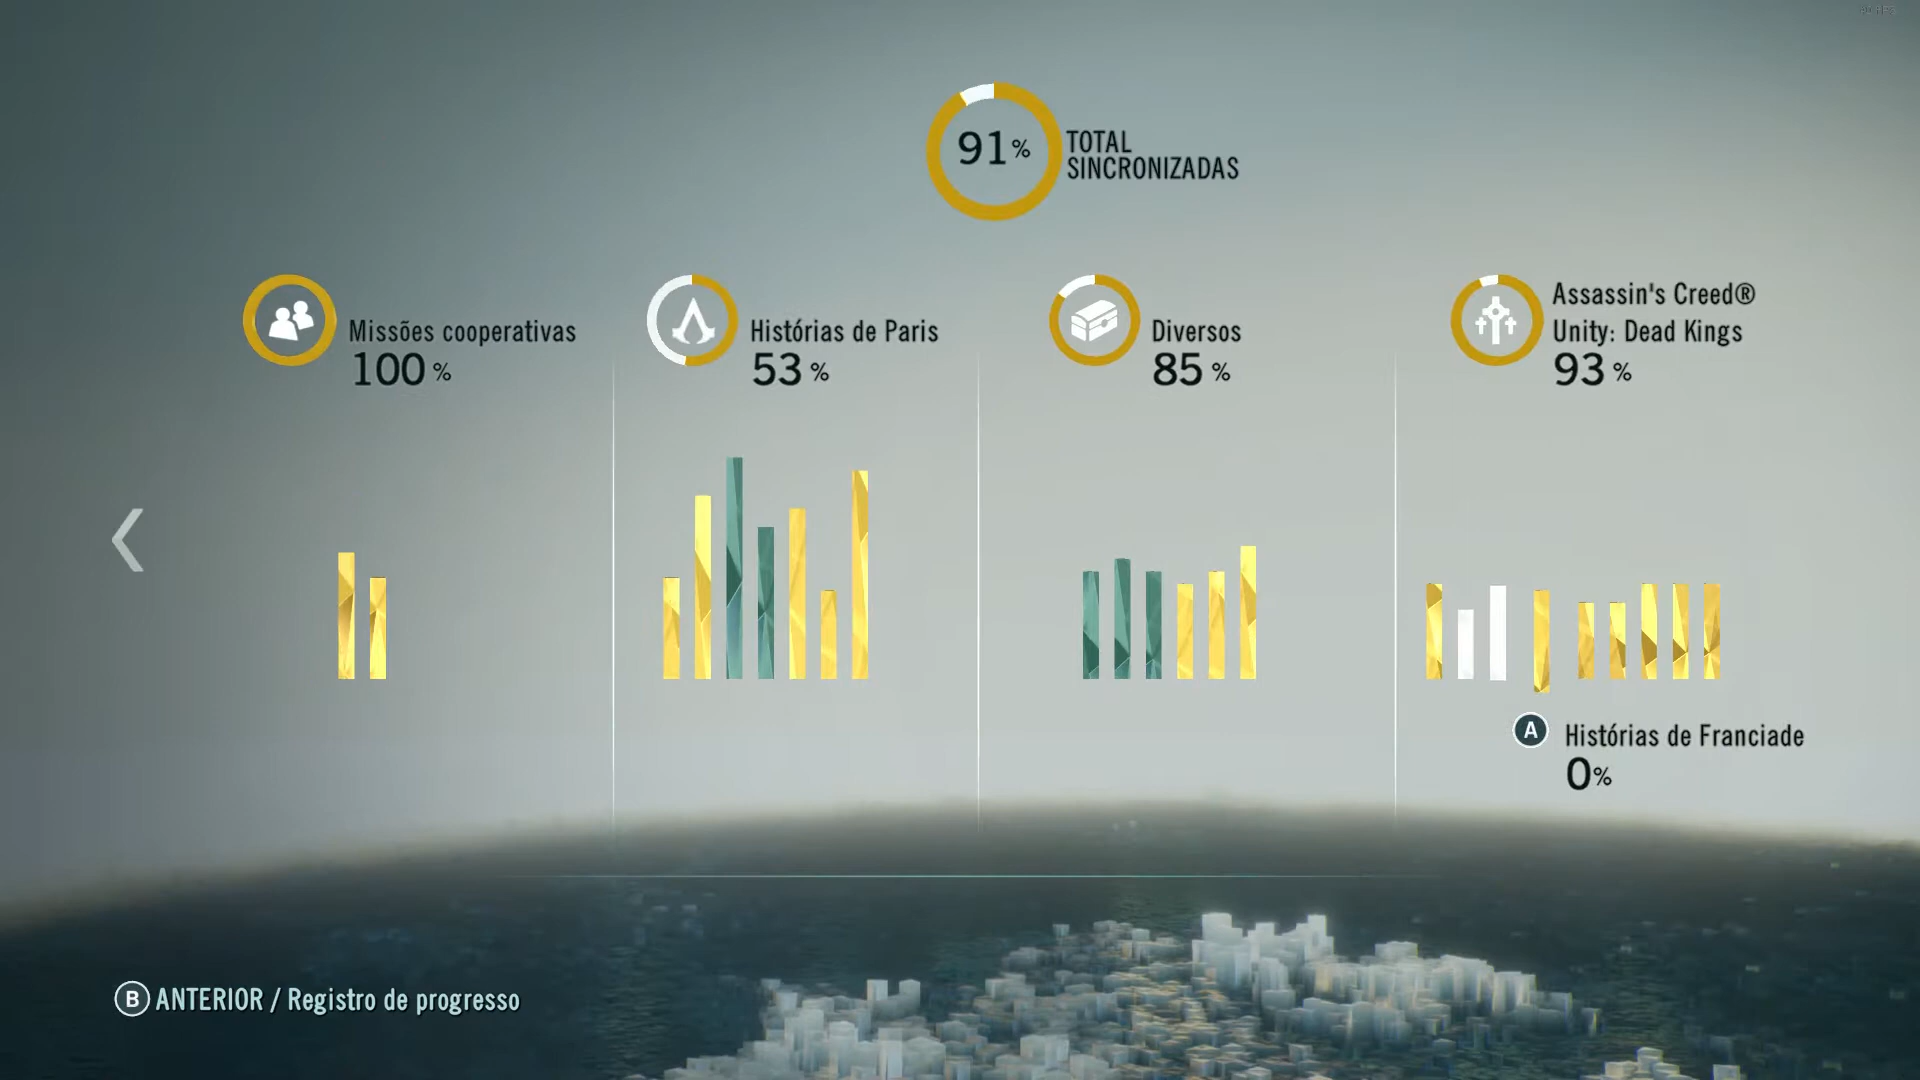 91%
TOTAL
SINCRONIZADAS
Missões cooperativas
100 %
Histórias de Paris
53 %
Diversos
85 %
Assassin's Creed®
Unity: Dead Kings
93 %
A Histórias de Franciade
0%
B ANTERIOR / Registro de progresso